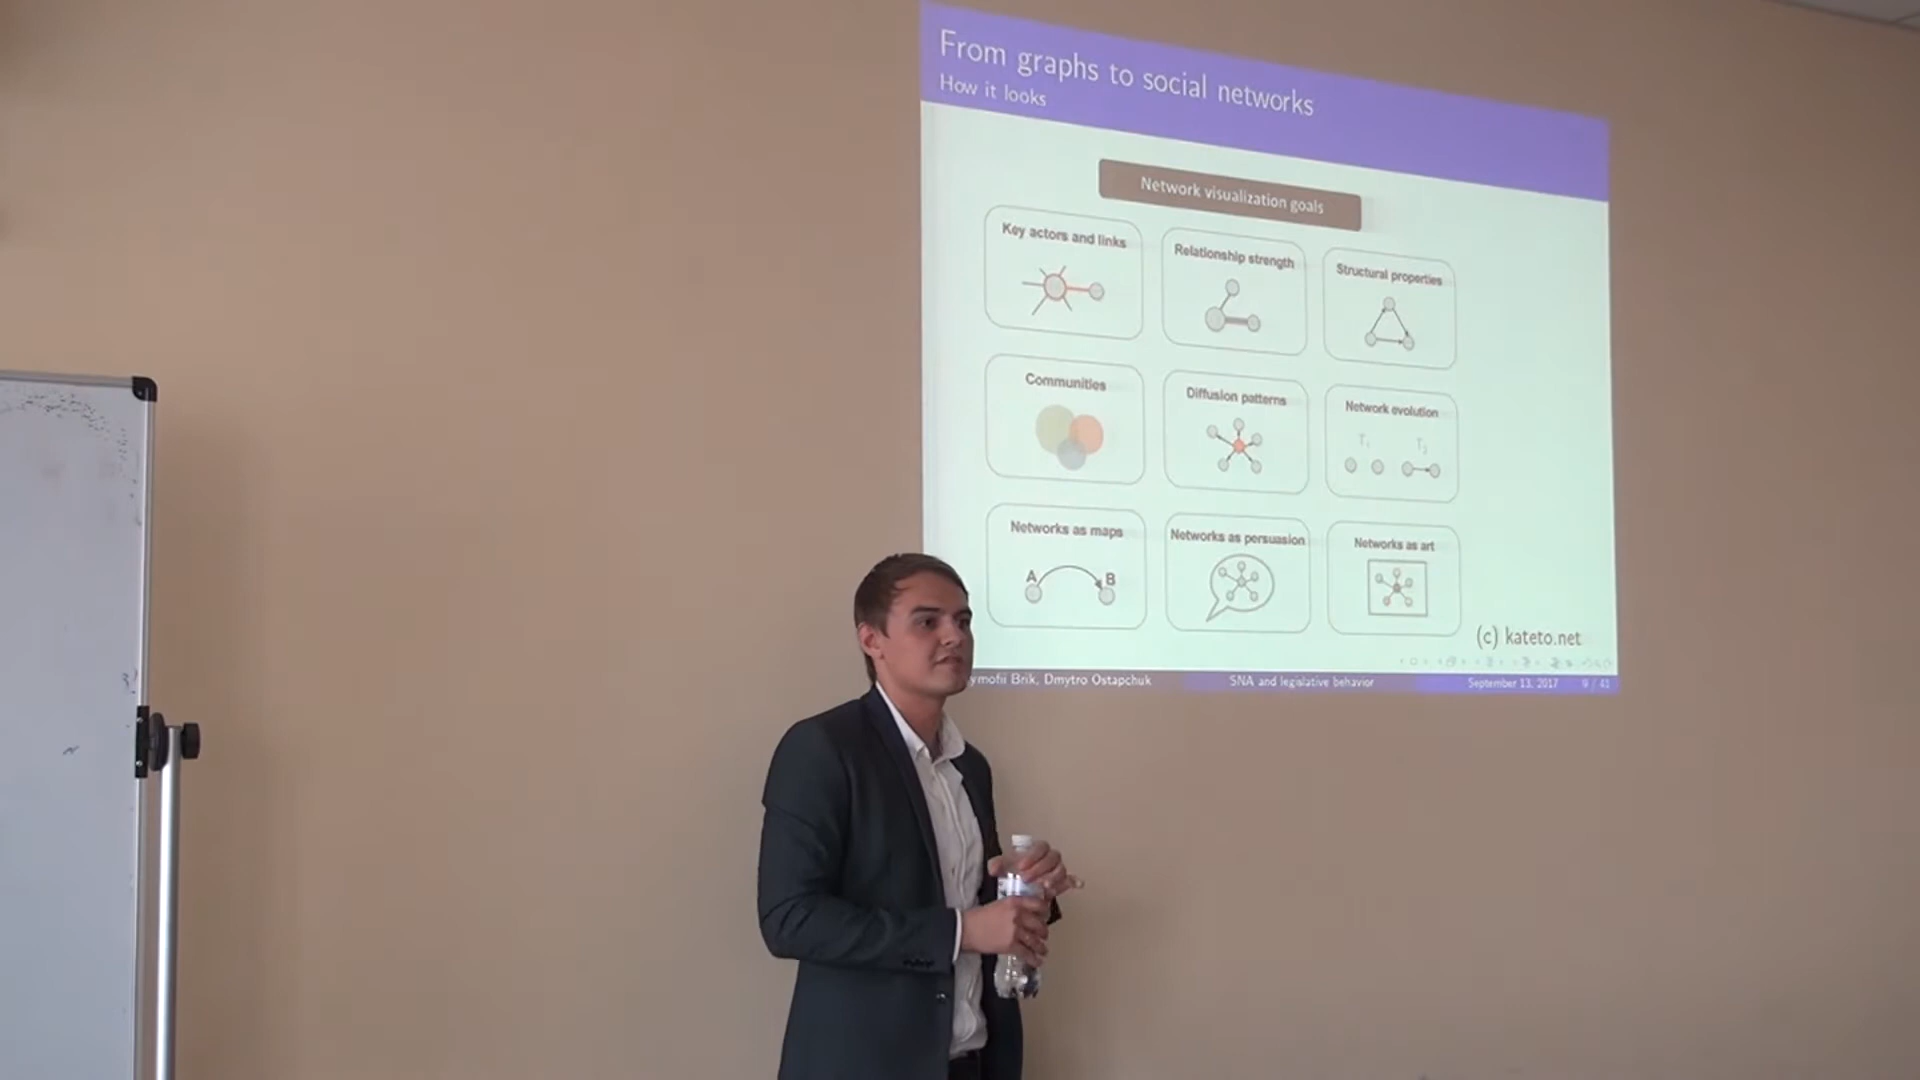 From graphs to social networks
How it looks
Network visualization goals
Key actors and links
Relationship strength
Structural properties
Communities
Diffusion patterns
Network evolution
T₁
T₂
Networks as maps
A
B
Networks as persuasion
Networks as art
(c) kateto.net
ymofii Brik, Dmytro Ostapchuk
SNA and legislative behavior
September 13, 2017
9 / 41